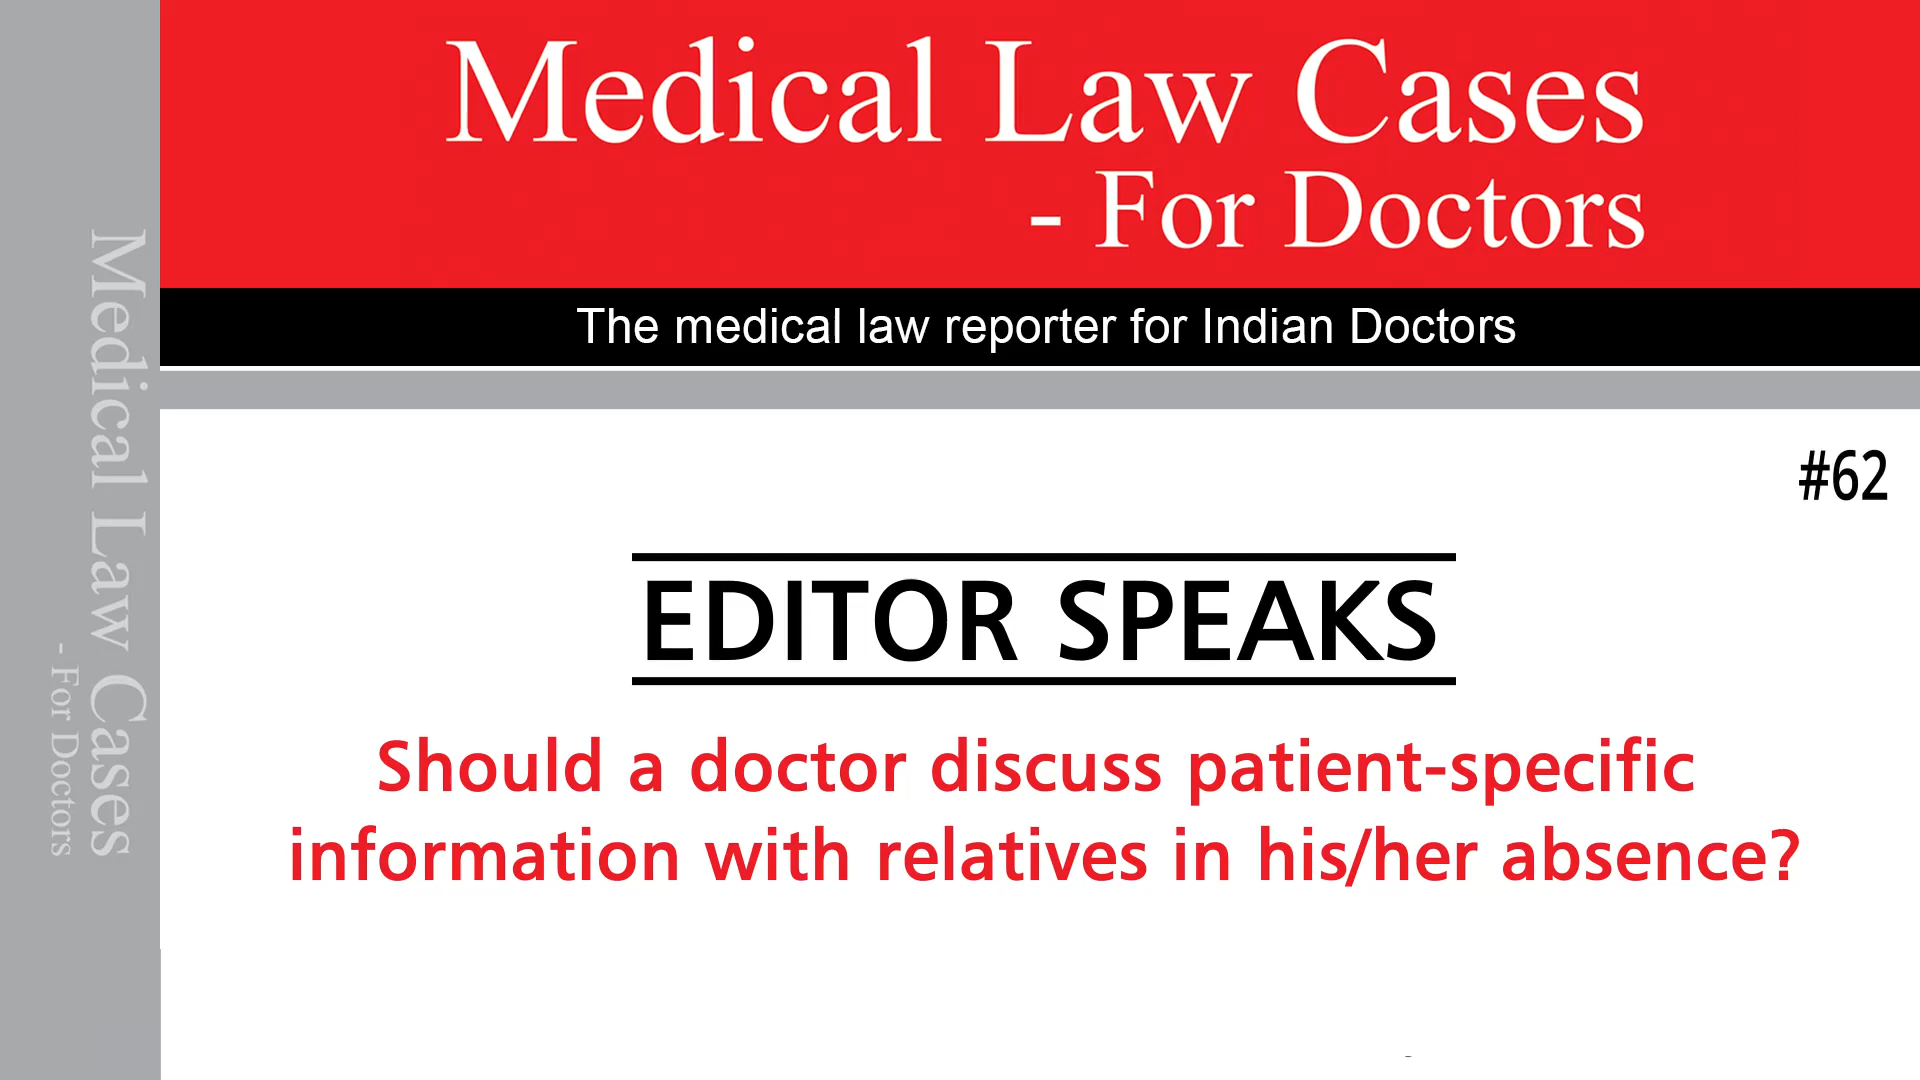 Medical Law Cases
- For Doctors
The medical law reporter for Indian Doctors
Medical Law Cases
- For Doctors
#62
EDITOR SPEAKS
Should a doctor discuss patient-specific
information with relatives in his/her absence?